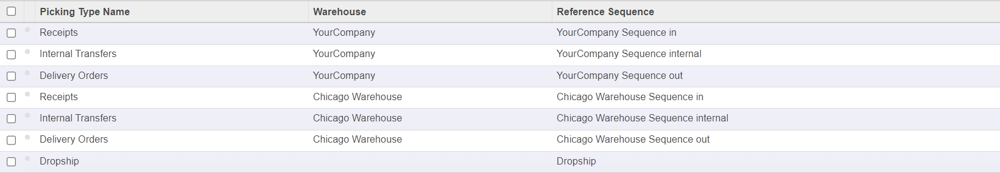 Picking Type Name Warehouse Reference Sequence
Receipts YourCompany YourCompany Sequence in
Internal Transfers YourCompany YourCompany Sequence internal
Delivery Orders YourCompany YourCompany Sequence out
Receipts Chicago Warehouse Chicago Warehouse Sequence in
Internal Transfers Chicago Warehouse Chicago Warehouse Sequence internal
Delivery Orders Chicago Warehouse Chicago Warehouse Sequence out
Dropship Dropship